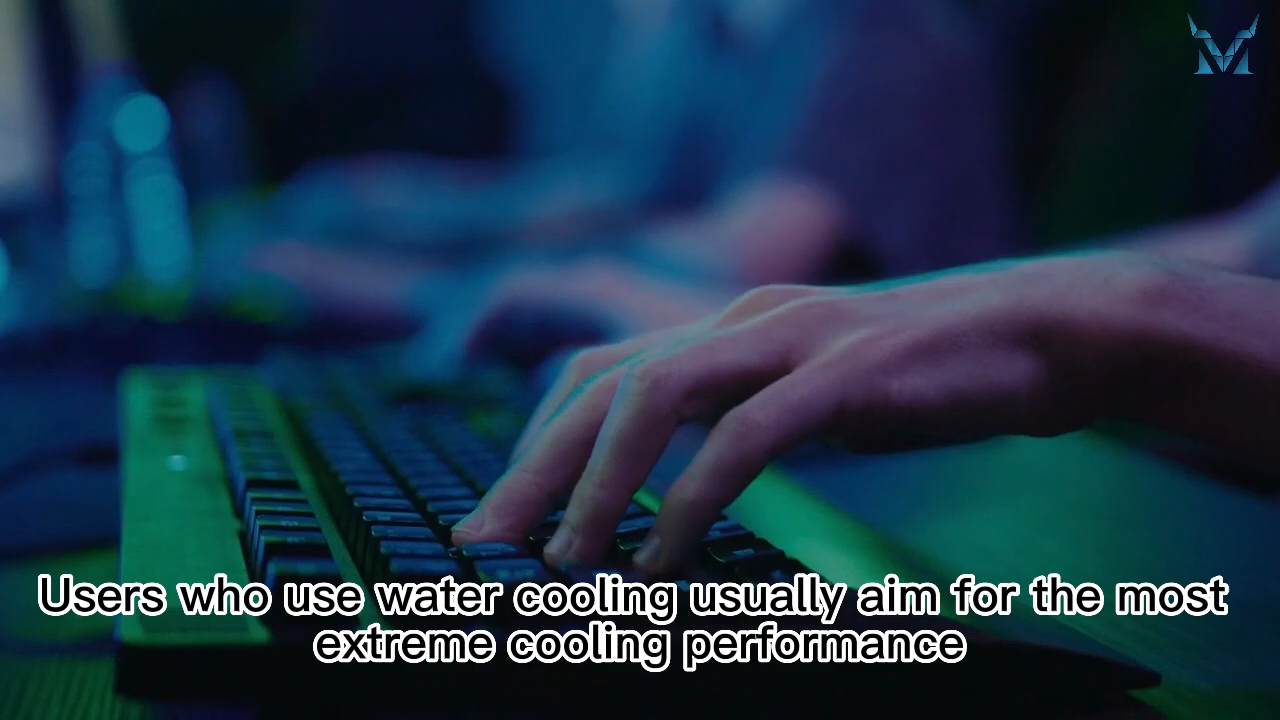 Users who use water cooling usually aim for the most
extreme cooling performance